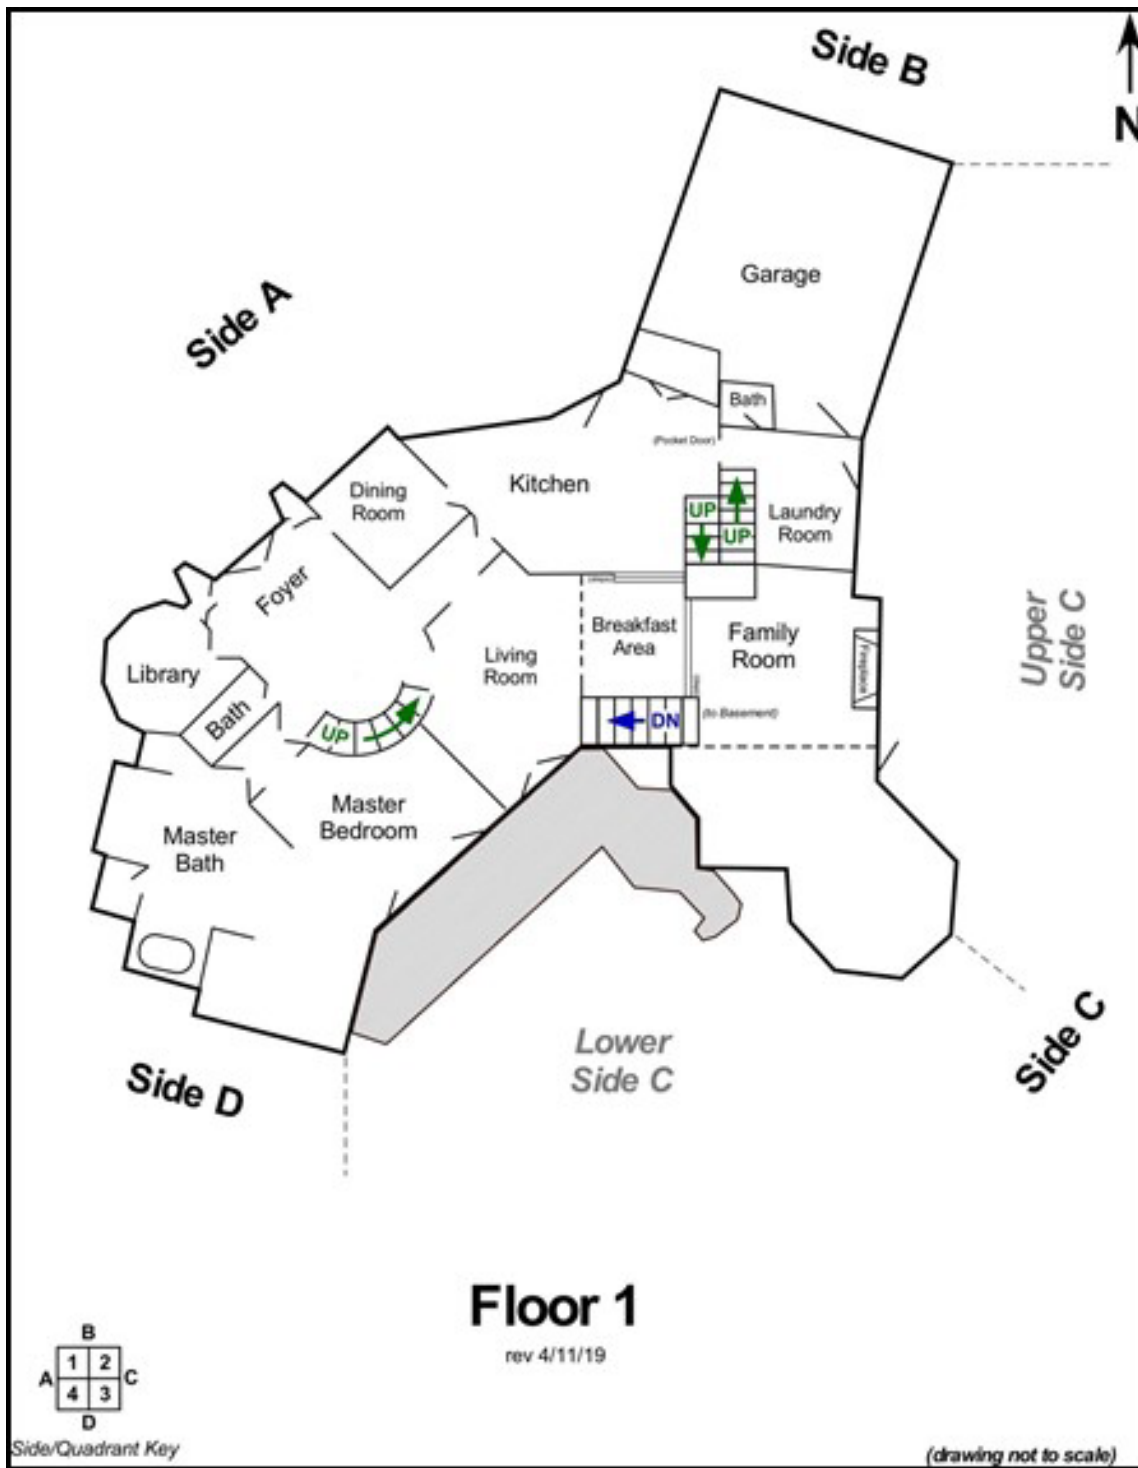 Side B
N
Side A
Garage
Bath
(Pocket Door)
Kitchen
Dining
Room
UP
UP
Laundry
Room
Foyer
Breakfast
Area
Family
Room
Upper
Side C
Living
Room
Library
Fireplace
Bath
UP
DN
(to Basement)
Master
Bedroom
Master
Bath
Lower
Side C
Side C
Side D
Floor 1
rev 4/11/19
B
1 2
A C
4 3
D
Side/Quadrant Key
(drawing not to scale)